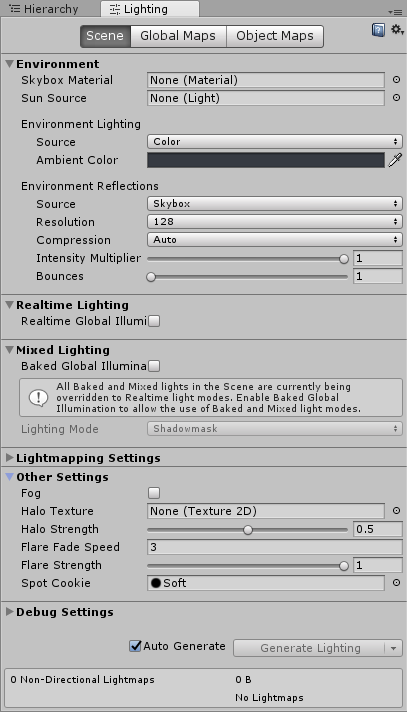 Hierarchy Lighting
Scene Global Maps Object Maps
Environment
Skybox Material None (Material)
Sun Source None (Light)
Environment Lighting
Source Color
Ambient Color
Environment Reflections
Source Skybox
Resolution 128
Compression Auto
Intensity Multiplier 1
Bounces 1
Realtime Lighting
Realtime Global Illumi
Mixed Lighting
Baked Global Illumina
All Baked and Mixed lights in the Scene are currently being
overridden to Realtime light modes. Enable Baked Global
Illumination to allow the use of Baked and Mixed light modes.
Lighting Mode Shadowmask
Lightmapping Settings
Other Settings
Fog
Halo Texture None (Texture 2D)
Halo Strength 0.5
Flare Fade Speed 3
Flare Strength 1
Spot Cookie Soft
Debug Settings
Auto Generate Generate Lighting
0 Non-Directional Lightmaps 0 B
No Lightmaps